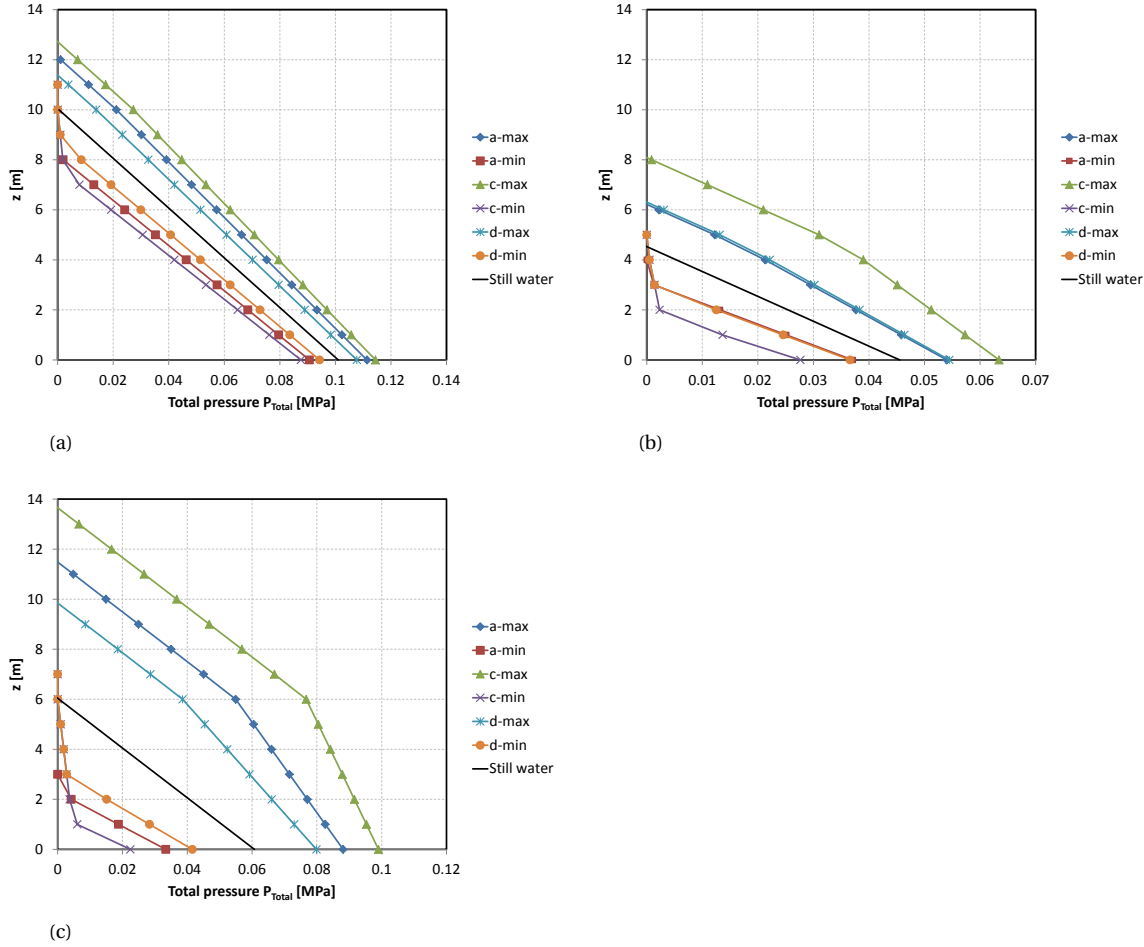 14
12
10
8
6
4
2
0
z [m]
0
0.02
0.04
0.06
0.08
0.1
0.12
0.14
Total pressure PTotal [MPa]
a-max
a-min
c-max
c-min
d-max
d-min
Still water
(a)
14
12
10
8
6
4
2
0
z [m]
0
0.01
0.02
0.03
0.04
0.05
0.06
0.07
Total pressure PTotal [MPa]
a-max
a-min
c-max
c-min
d-max
d-min
Still water
(b)
14
12
10
8
6
4
2
0
z [m]
0
0.02
0.04
0.06
0.08
0.1
0.12
Total pressure PTotal [MPa]
a-max
a-min
c-max
c-min
d-max
d-min
Still water
(c)